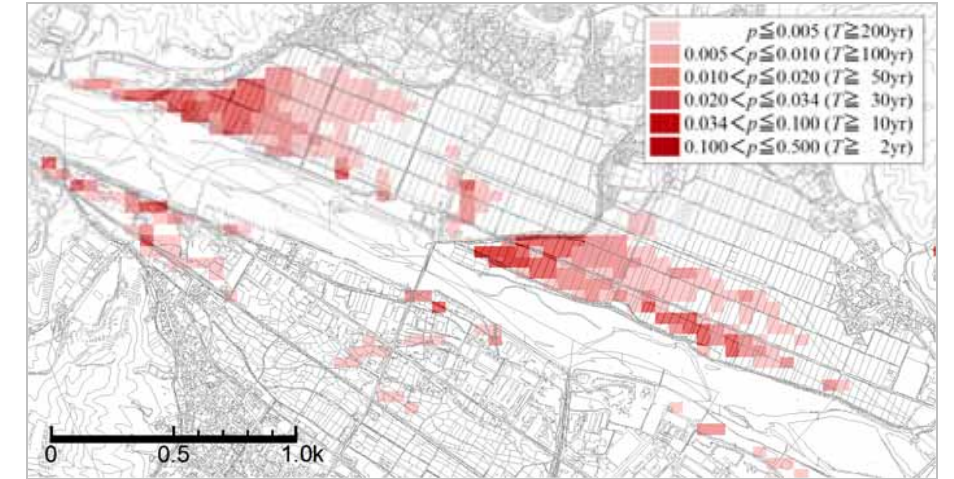 p≦0.005 (T≧200yr)
0.005<p≦0.010 (T≧100yr)
0.010<p≦0.020 (T≧ 50yr)
0.020<p≦0.034 (T≧ 30yr)
0.034<p≦0.100 (T≧ 10yr)
0.100<p≦0.500 (T≧ 2yr)
0 0.5 1.0k